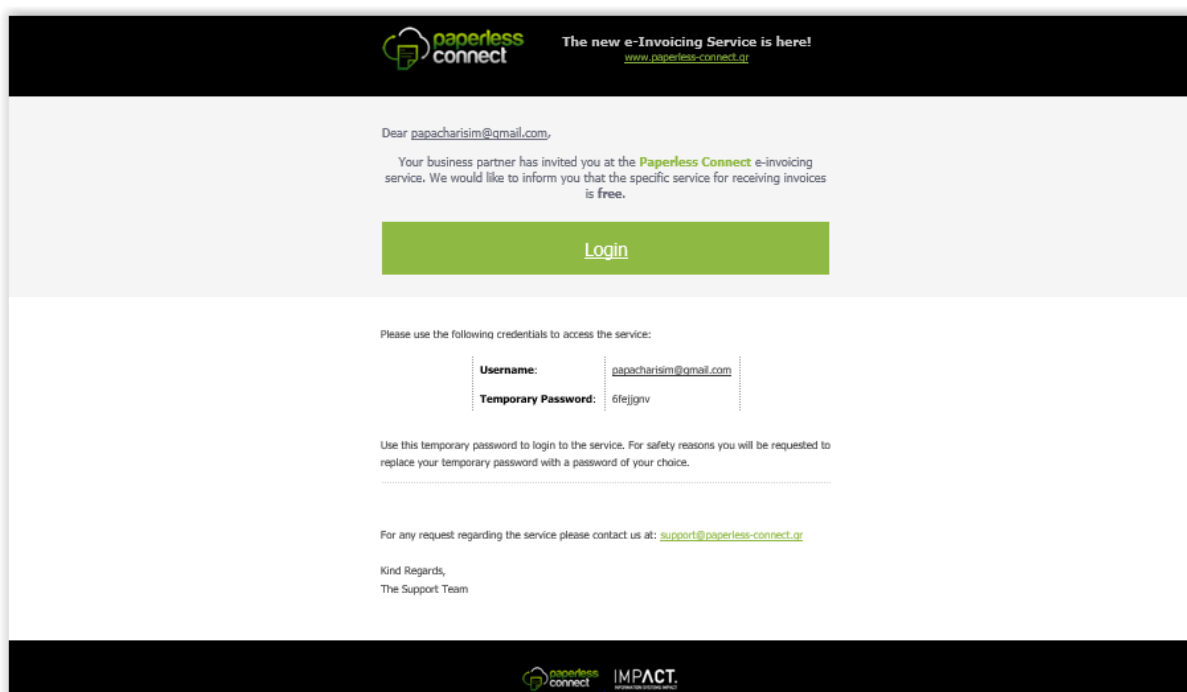 paperless
connect
The new e-Invoicing Service is here!
www.paperless-connect.gr
Dear papacharisim@gmail.com,
Your business partner has invited you at the Paperless Connect e-invoicing
service. We would like to inform you that the specific service for receiving invoices
is free.
Login
Please use the following credentials to access the service:
Username: papacharisim@gmail.com
Temporary Password: 6fejjgnv
Use this temporary password to login to the service. For safety reasons you will be requested to
replace your temporary password with a password of your choice.
For any request regarding the service please contact us at: support@paperless-connect.gr
Kind Regards,
The Support Team
paperless
connect
IMPACT.
INFORMATION SYSTEMS IMPACT